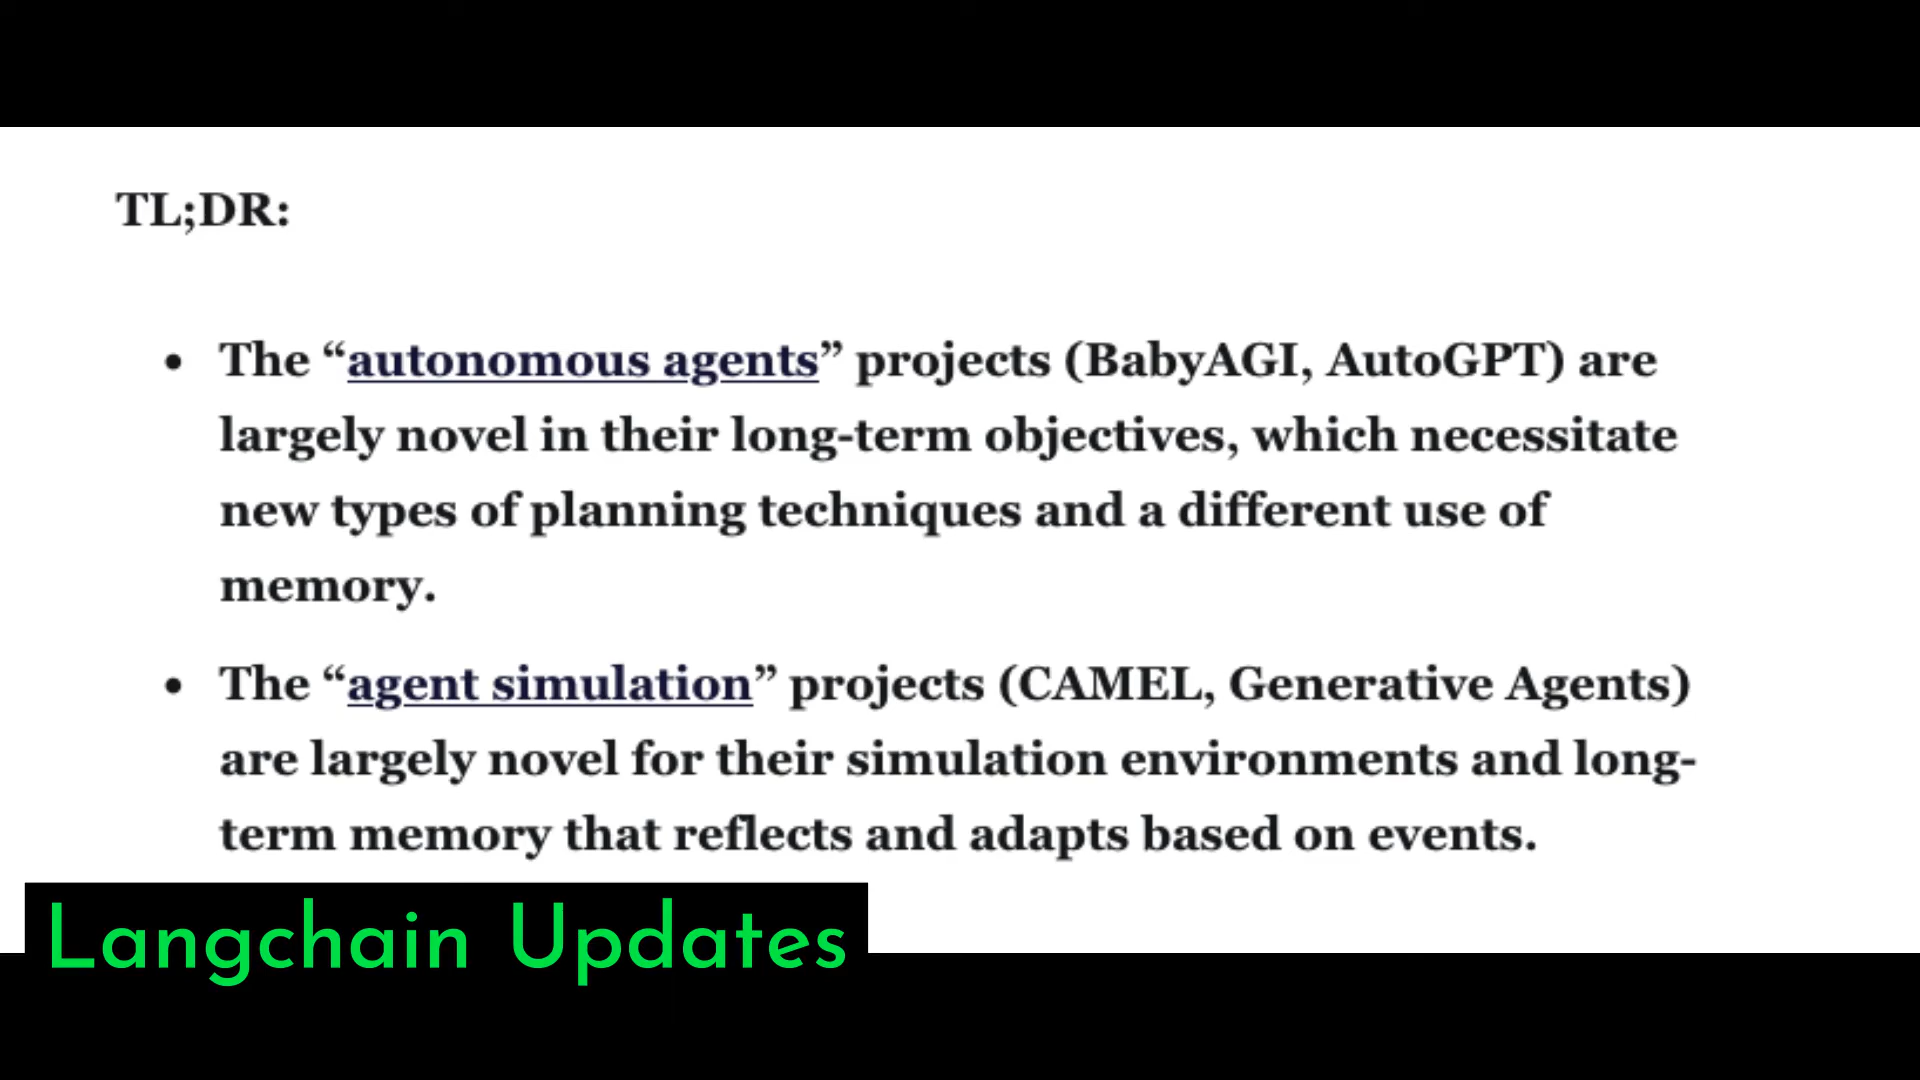 TL;DR:
• The “autonomous agents” projects (BabyAGI, AutoGPT) are
largely novel in their long-term objectives, which necessitate
new types of planning techniques and a different use of
memory.
• The “agent simulation” projects (CAMEL, Generative Agents)
are largely novel for their simulation environments and long-
term memory that reflects and adapts based on events.
Langchain Updates